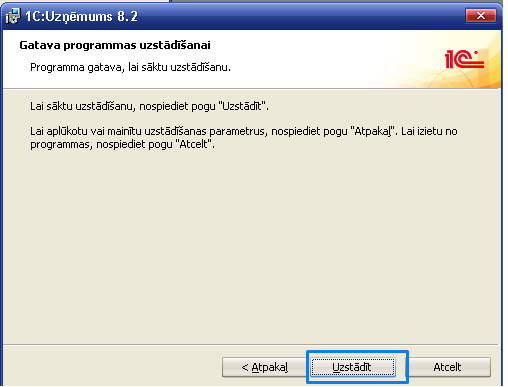 1C:Uzņēmums 8.2
Gatava programmas uzstādīšanai
Programma gatava, lai sāktu uzstādīšanu.
1C
Lai sāktu uzstādīšanu, nospiediet pogu "Uzstādīt".
Lai aplūkotu vai mainītu uzstādīšanas parametrus, nospiediet pogu "Atpakaļ". Lai izietu no
programmas, nospiediet pogu "Atcelt".
< Atpakaļ
Uzstādīt
Atcelt